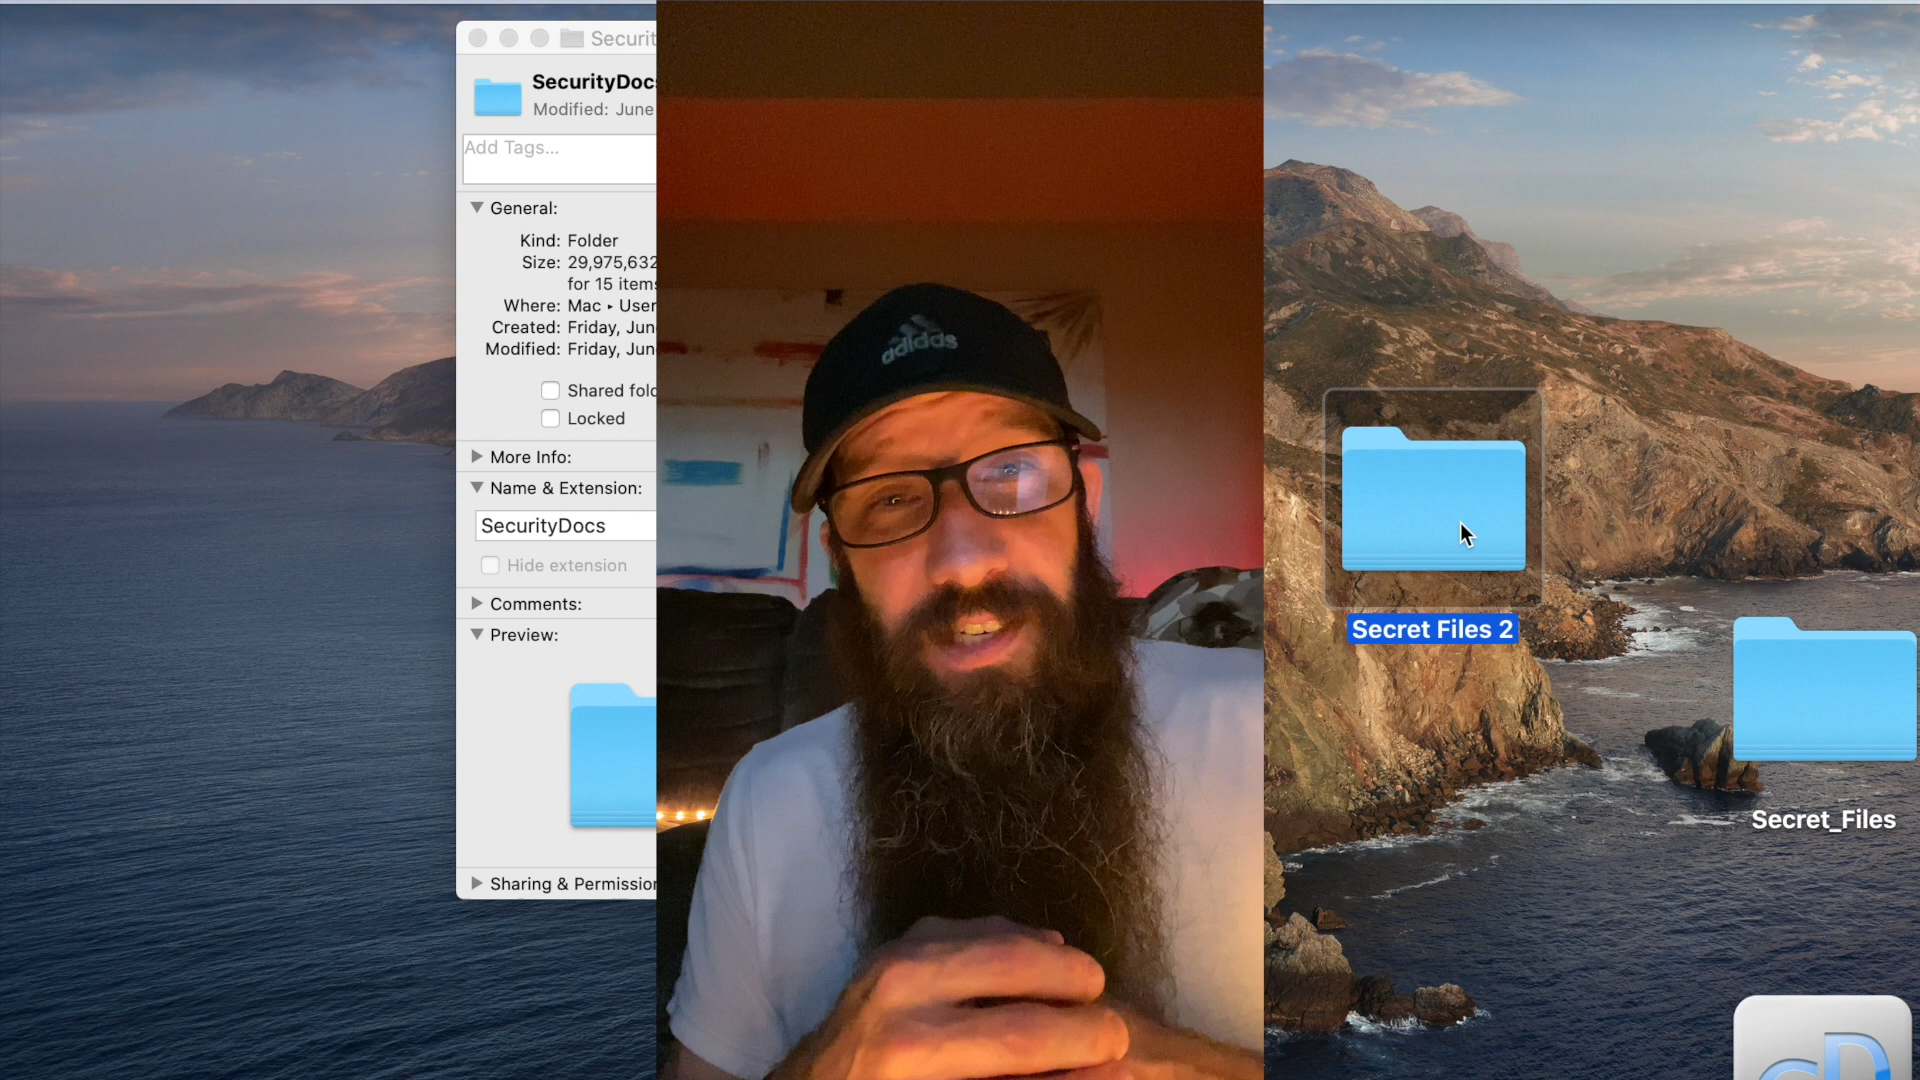 Securit
SecurityDocs
Modified: June
Add Tags...
General:
Kind: Folder
Size: 29,975,632
for 15 items
Where: Mac ▸ User
Created: Friday, Jun
Modified: Friday, Jun
Shared fold
Locked
More Info:
Name & Extension:
SecurityDocs
Hide extension
Comments:
Preview:
Sharing & Permission
adidas
Secret Files 2
Secret_Files